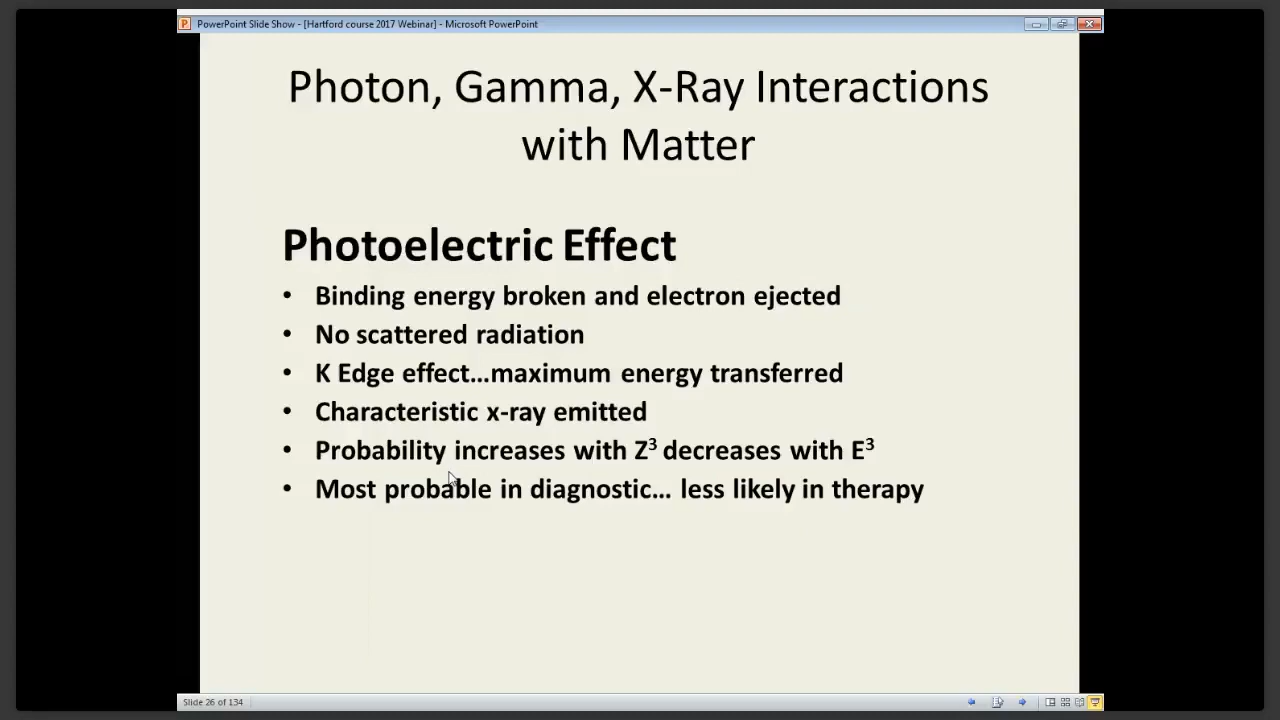 PowerPoint Slide Show - [Hartford course 2017 Webinar] - Microsoft PowerPoint
Photon, Gamma, X-Ray Interactions
with Matter
Photoelectric Effect
• Binding energy broken and electron ejected
• No scattered radiation
• K Edge effect…maximum energy transferred
• Characteristic x-ray emitted
• Probability increases with Z³ decreases with E³
• Most probable in diagnostic… less likely in therapy
Slide 26 of 134